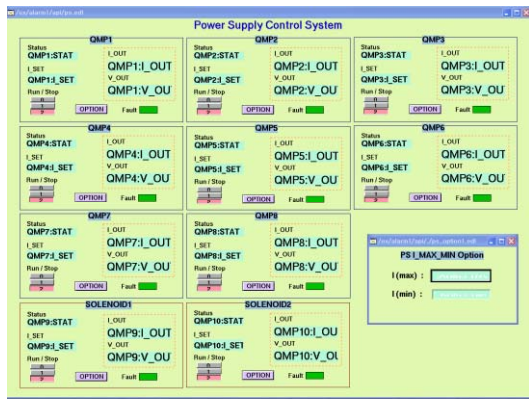 Power Supply Control System
QMP1
Status
QMP1:STAT
I_SET
QMP1:I_SET
Run / Stop
I_OUT
QMP1:I_OUT
V_OUT
QMP1:V_OU
OPTION
Fault
QMP2
Status
QMP2:STAT
I_SET
QMP2:I_SET
Run / Stop
I_OUT
QMP2:I_OUT
V_OUT
QMP2:V_OU
OPTION
Fault
QMP3
Status
QMP3:STAT
I_SET
QMP3:I_SET
Run / Stop
I_OUT
QMP3:I_OUT
V_OUT
QMP3:V_OU
OPTION
Fault
QMP4
Status
QMP4:STAT
I_SET
QMP4:I_SET
Run / Stop
I_OUT
QMP4:I_OUT
V_OUT
QMP4:V_OU
OPTION
Fault
QMP5
Status
QMP5:STAT
I_SET
QMP5:I_SET
Run / Stop
I_OUT
QMP5:I_OUT
V_OUT
QMP5:V_OU
OPTION
Fault
QMP6
Status
QMP6:STAT
I_SET
QMP6:I_SET
Run / Stop
I_OUT
QMP6:I_OUT
V_OUT
QMP6:V_OU
OPTION
Fault
QMP7
Status
QMP7:STAT
I_SET
QMP7:I_SET
Run / Stop
I_OUT
QMP7:I_OUT
V_OUT
QMP7:V_OU
OPTION
Fault
QMP8
Status
QMP8:STAT
I_SET
QMP8:I_SET
Run / Stop
I_OUT
QMP8:I_OUT
V_OUT
QMP8:V_OU
OPTION
Fault
PS I_MAX_MIN Option
I (max) :
I (min) :
SOLENOID1
Status
QMP9:STAT
I_SET
QMP9:I_SET
Run / Stop
I_OUT
QMP9:I_OUT
V_OUT
QMP9:V_OU
OPTION
Fault
SOLENOID2
Status
QMP10:STAT
I_SET
QMP10:I_SET
Run / Stop
I_OUT
QMP10:I_OU
V_OUT
QMP10:V_OU
OPTION
Fault